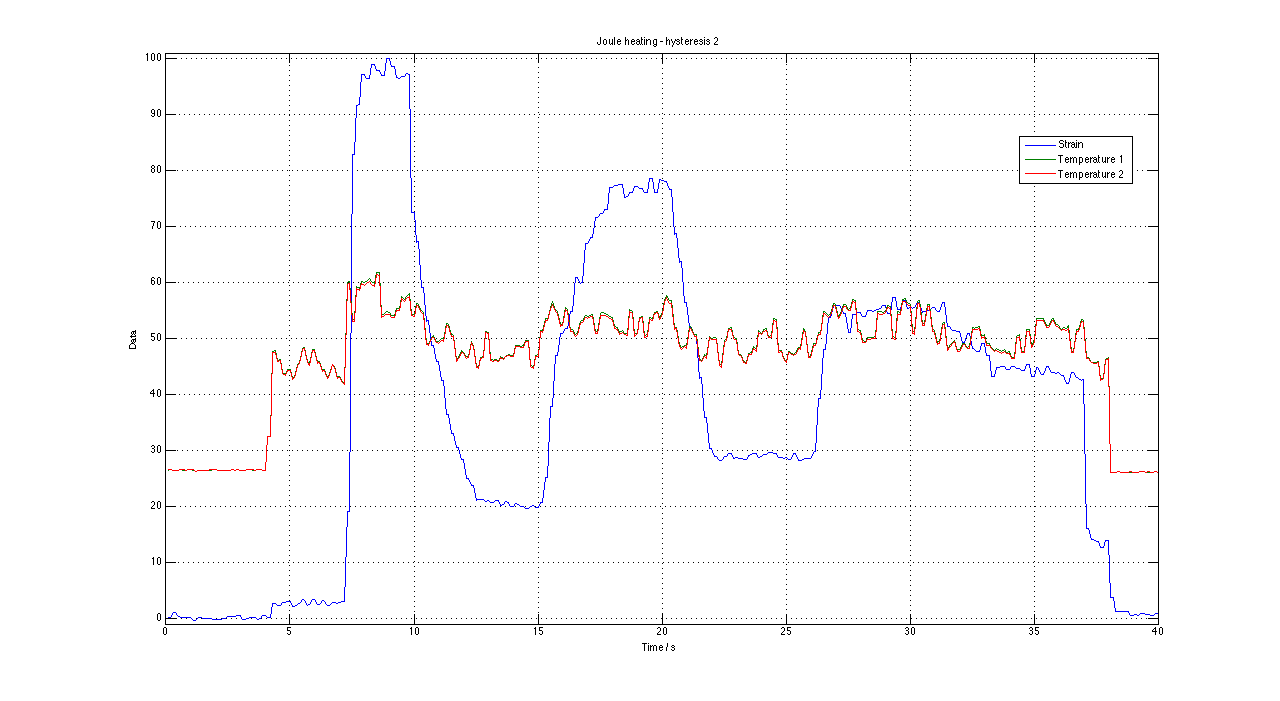 Joule heating - hysteresis 2
100
90
80
70
60
50
40
30
20
10
0
Data
Strain
Temperature 1
Temperature 2
0 5 10 15 20 25 30 35 40
Time / s